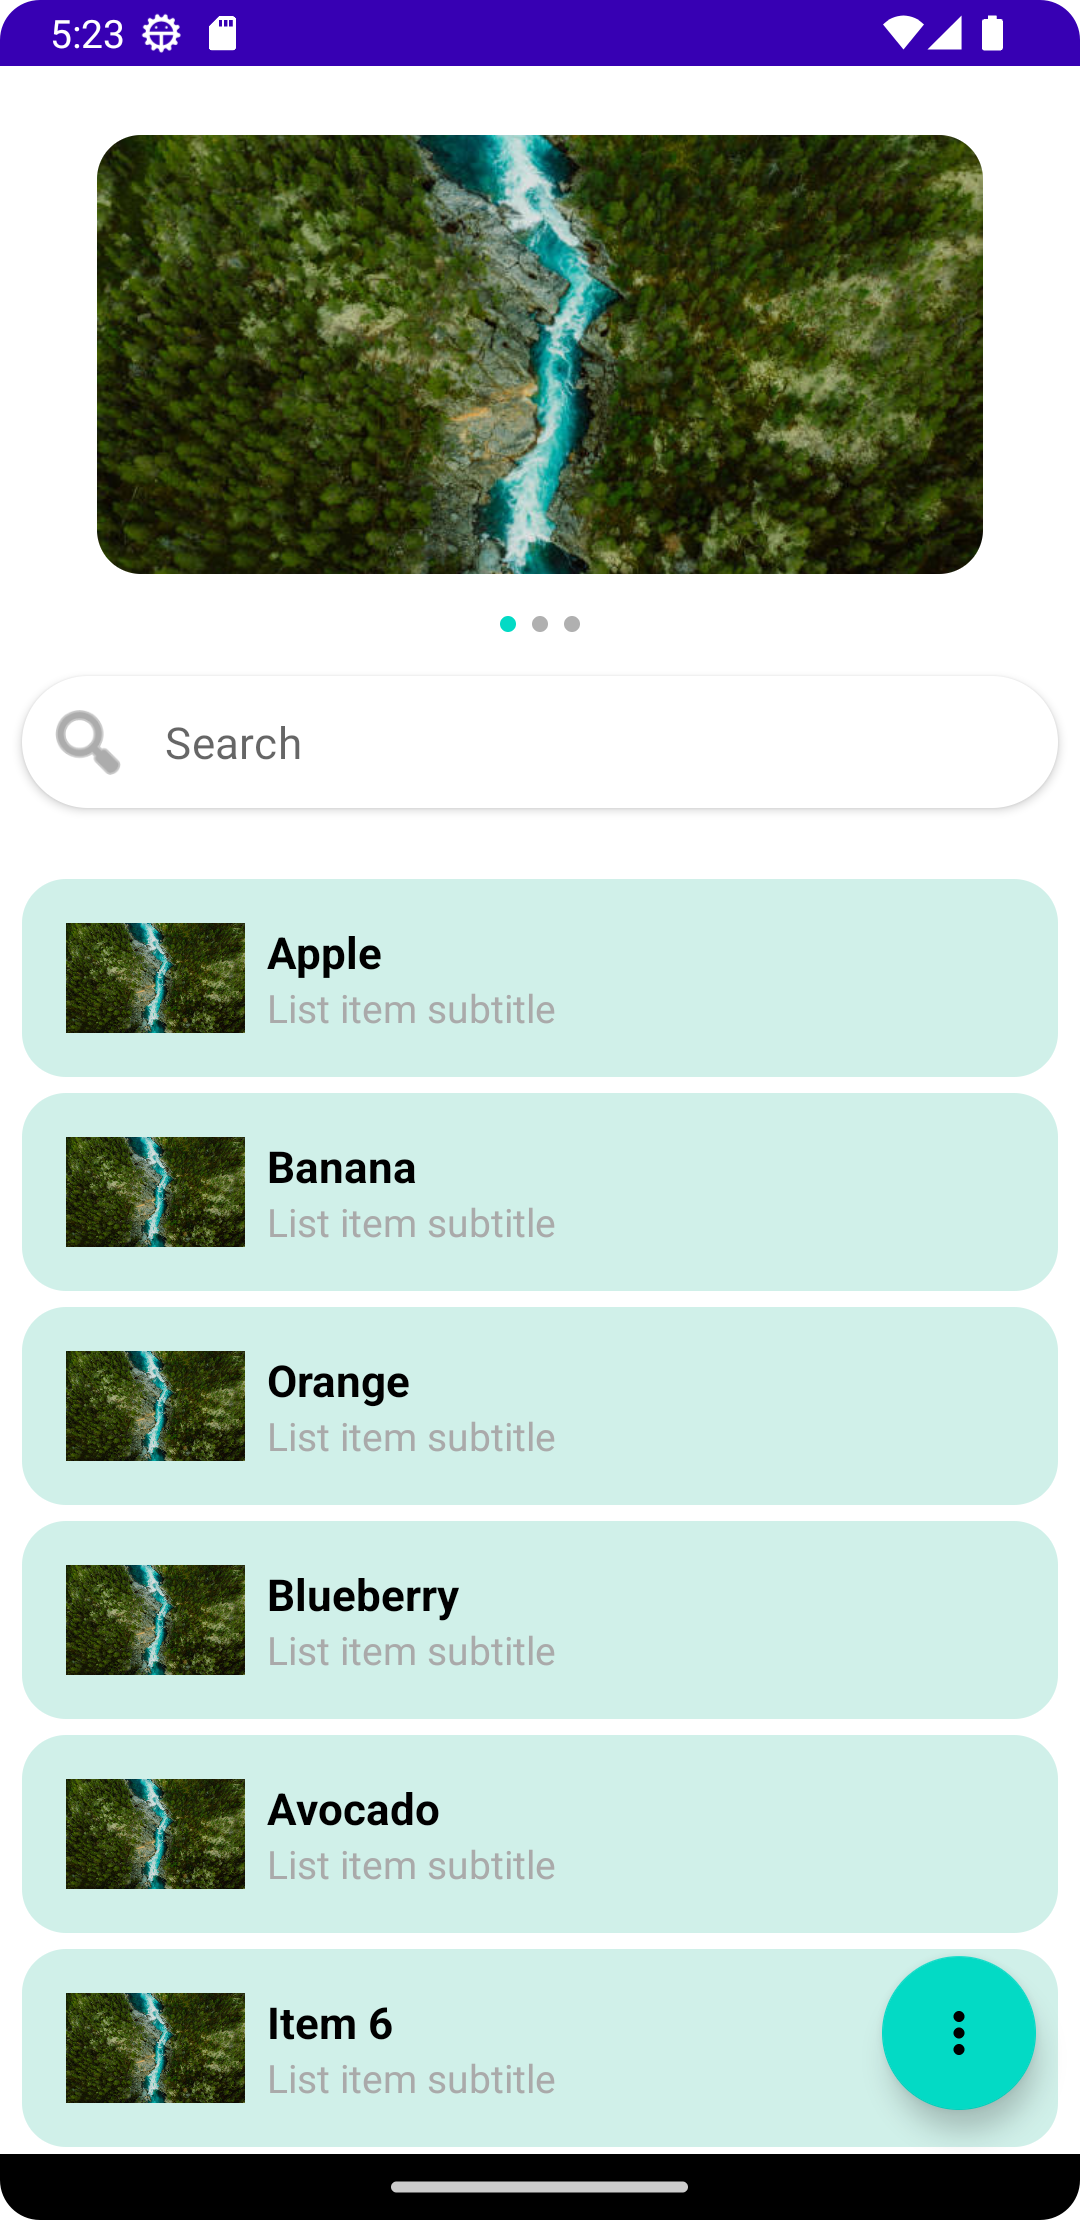 5:23
Search
Apple
List item subtitle
Banana
List item subtitle
Orange
List item subtitle
Blueberry
List item subtitle
Avocado
List item subtitle
Item 6
List item subtitle